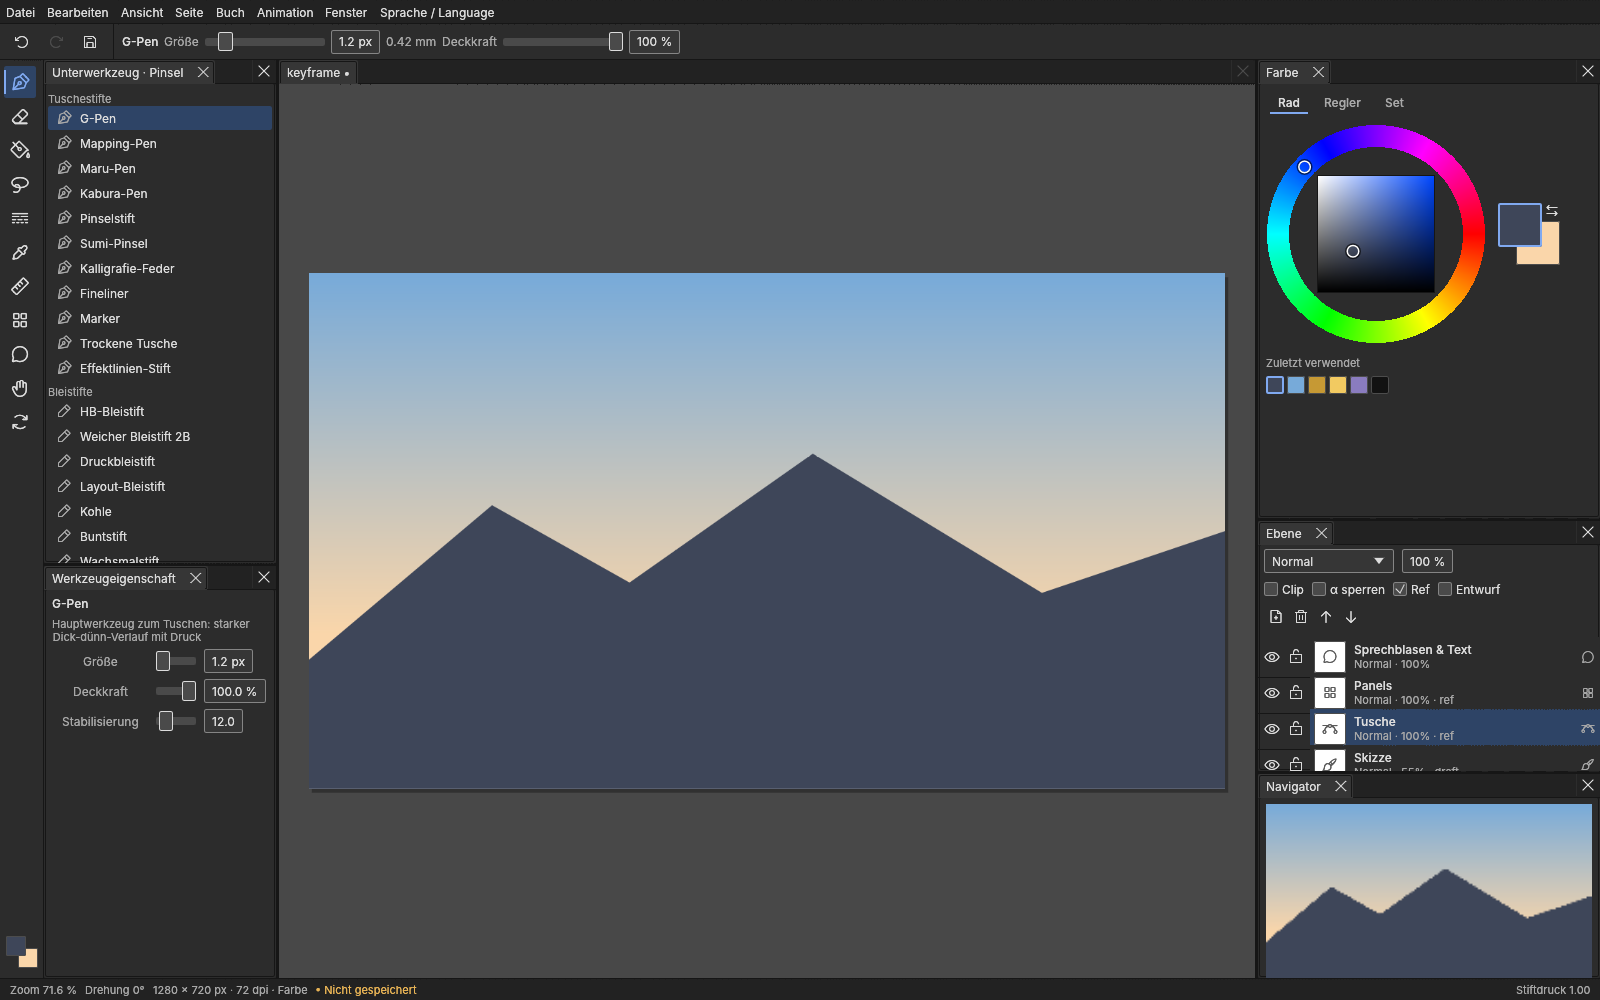 Datei Bearbeiten Ansicht Seite Buch Animation Fenster Sprache / Language
G-Pen Größe 1.2 px 0.42 mm Deckkraft 100 %
Unterwerkzeug · Pinsel
Tuschestifte
G-Pen
Mapping-Pen
Maru-Pen
Kabura-Pen
Pinselstift
Sumi-Pinsel
Kalligrafie-Feder
Fineliner
Marker
Trockene Tusche
Effektlinien-Stift
Bleistifte
HB-Bleistift
Weicher Bleistift 2B
Druckbleistift
Layout-Bleistift
Kohle
Buntstift
Wachsmalstift
Werkzeugeigenschaft
G-Pen
Hauptwerkzeug zum Tuschen: starker
Dick-dünn-Verlauf mit Druck
Größe 1.2 px
Deckkraft 100.0 %
Stabilisierung 12.0
keyframe •
Farbe
Rad Regler Set
Zuletzt verwendet
Ebene
Normal 100 %
Clip α sperren Ref Entwurf
Sprechblasen & Text
Normal · 100%
Panels
Normal · 100% · ref
Tusche
Normal · 100% · ref
Skizze
Normal · 55% · draft
Navigator
Zoom 71.6 % Drehung 0° 1280 × 720 px · 72 dpi · Farbe • Nicht gespeichert Stiftdruck 1.00